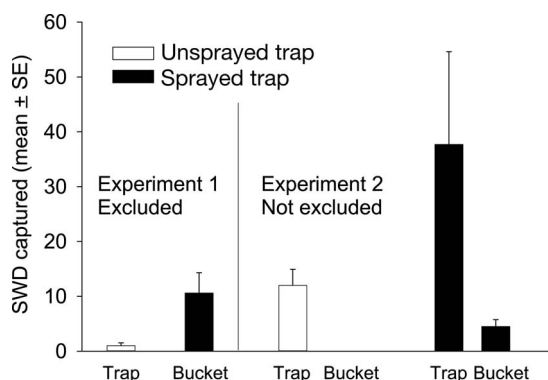 60
50
40
30
20
10
0
SWD captured (mean ± SE)
Unsprayed trap
Sprayed trap
Experiment 1
Excluded
Experiment 2
Not excluded
Trap Bucket Trap Bucket Trap Bucket